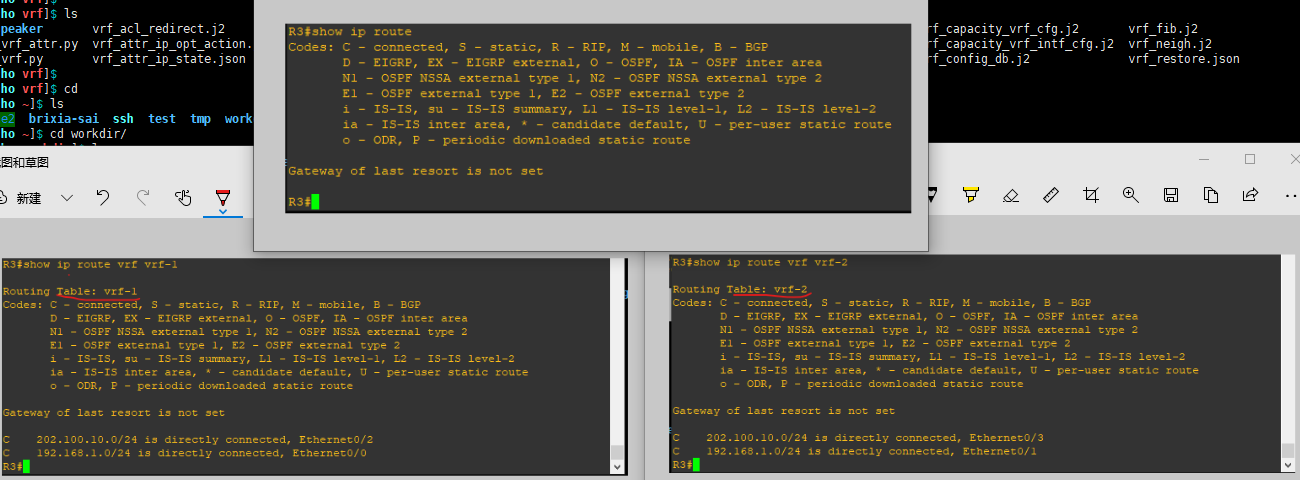 ho vrf]$ ls
peaker vrf_acl_redirect.j2
_vrf_attr.py vrf_attr_ip_opt_action.
_vrf.py vrf_attr_ip_state.json
ho vrf]$
ho vrf]$ cd
ho ~]$ ls
e2 brixia-sai ssh test tmp work
ho ~]$ cd workdir/
rf_capacity_vrf_cfg.j2 vrf_fib.j2
rf_capacity_vrf_intf_cfg.j2 vrf_neigh.j2
rf_config_db.j2 vrf_restore.json
R3#show ip route
Codes: C - connected, S - static, R - RIP, M - mobile, B - BGP
D - EIGRP, EX - EIGRP external, O - OSPF, IA - OSPF inter area
N1 - OSPF NSSA external type 1, N2 - OSPF NSSA external type 2
E1 - OSPF external type 1, E2 - OSPF external type 2
i - IS-IS, su - IS-IS summary, L1 - IS-IS level-1, L2 - IS-IS level-2
ia - IS-IS inter area, * - candidate default, U - per-user static route
o - ODR, P - periodic downloaded static route
Gateway of last resort is not set
R3#
图和草图
新建
R3#show ip route vrf vrf-1
Routing Table: vrf-1
Codes: C - connected, S - static, R - RIP, M - mobile, B - BGP
D - EIGRP, EX - EIGRP external, O - OSPF, IA - OSPF inter area
N1 - OSPF NSSA external type 1, N2 - OSPF NSSA external type 2
E1 - OSPF external type 1, E2 - OSPF external type 2
i - IS-IS, su - IS-IS summary, L1 - IS-IS level-1, L2 - IS-IS level-2
ia - IS-IS inter area, * - candidate default, U - per-user static route
o - ODR, P - periodic downloaded static route
Gateway of last resort is not set
C 202.100.10.0/24 is directly connected, Ethernet0/2
C 192.168.1.0/24 is directly connected, Ethernet0/0
R3#
R3#show ip route vrf vrf-2
Routing Table: vrf-2
Codes: C - connected, S - static, R - RIP, M - mobile, B - BGP
D - EIGRP, EX - EIGRP external, O - OSPF, IA - OSPF inter area
N1 - OSPF NSSA external type 1, N2 - OSPF NSSA external type 2
E1 - OSPF external type 1, E2 - OSPF external type 2
i - IS-IS, su - IS-IS summary, L1 - IS-IS level-1, L2 - IS-IS level-2
ia - IS-IS inter area, * - candidate default, U - per-user static route
o - ODR, P - periodic downloaded static route
Gateway of last resort is not set
C 202.100.10.0/24 is directly connected, Ethernet0/3
C 192.168.1.0/24 is directly connected, Ethernet0/1
R3#